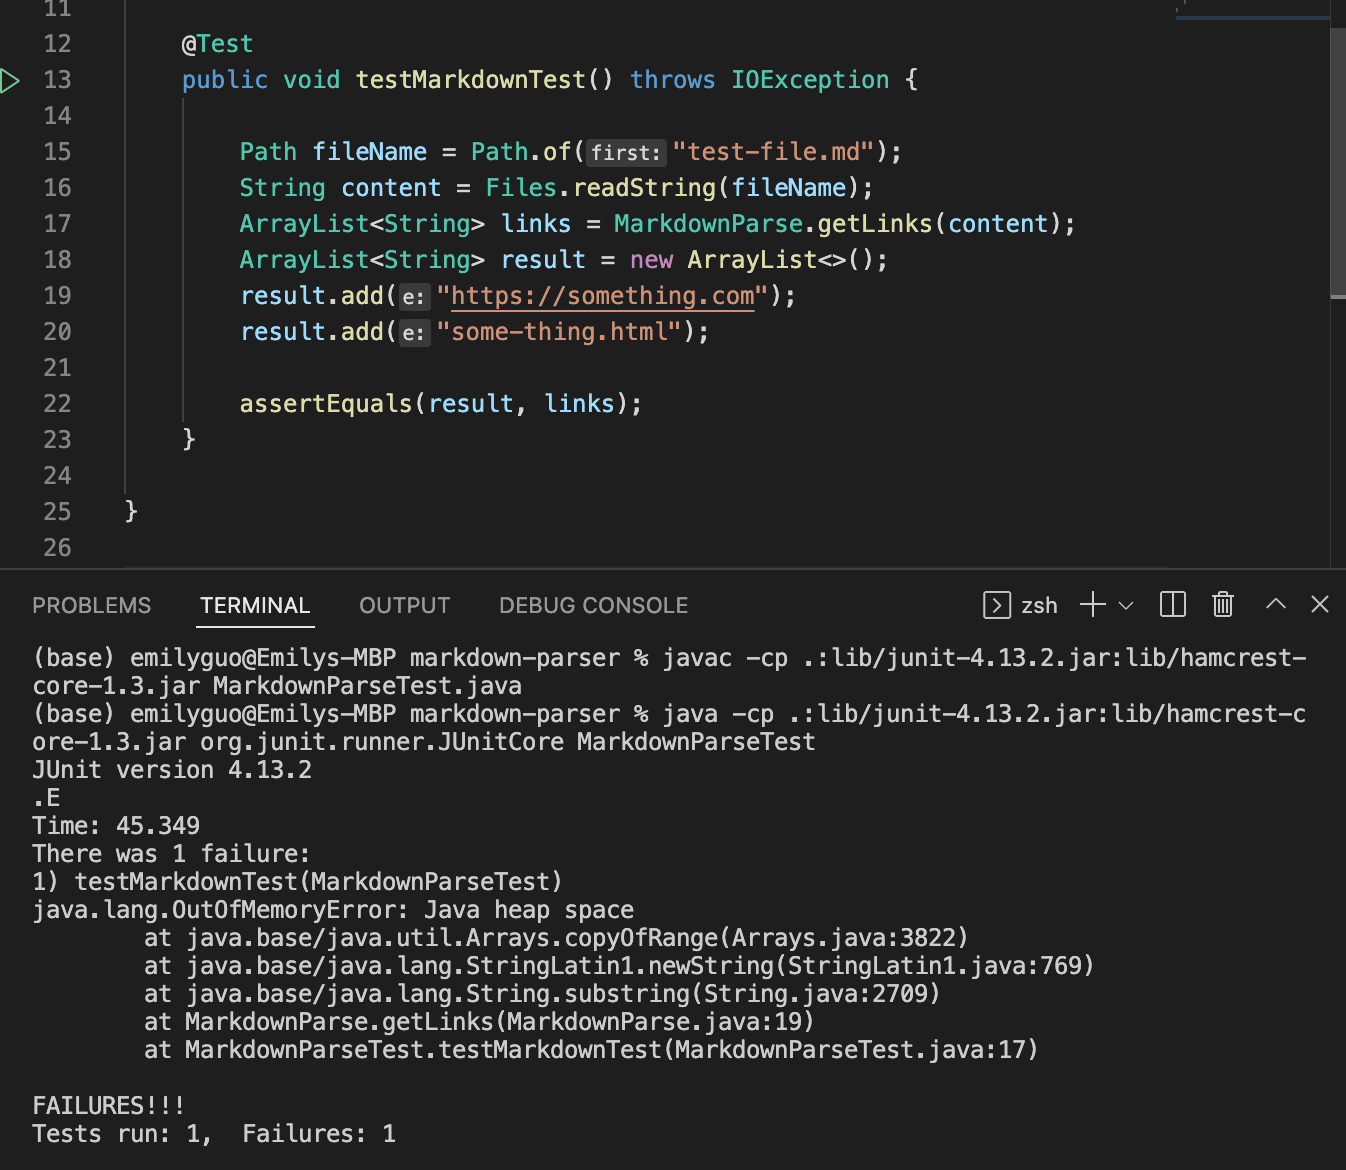 11
12 @Test
13 public void testMarkdownTest() throws IOException {
14
15 Path fileName = Path.of(first:"test-file.md");
16 String content = Files.readString(fileName);
17 ArrayList<String> links = MarkdownParse.getLinks(content);
18 ArrayList<String> result = new ArrayList<>();
19 result.add(e:"https://something.com");
20 result.add(e:"some-thing.html");
21
22 assertEquals(result, links);
23 }
24
25 }
26
PROBLEMS TERMINAL OUTPUT DEBUG CONSOLE zsh
(base) emilyguo@Emilys-MBP markdown-parser % javac -cp .:lib/junit-4.13.2.jar:lib/hamcrest-
core-1.3.jar MarkdownParseTest.java
(base) emilyguo@Emilys-MBP markdown-parser % java -cp .:lib/junit-4.13.2.jar:lib/hamcrest-c
ore-1.3.jar org.junit.runner.JUnitCore MarkdownParseTest
JUnit version 4.13.2
.E
Time: 45.349
There was 1 failure:
1) testMarkdownTest(MarkdownParseTest)
java.lang.OutOfMemoryError: Java heap space
at java.base/java.util.Arrays.copyOfRange(Arrays.java:3822)
at java.base/java.lang.StringLatin1.newString(StringLatin1.java:769)
at java.base/java.lang.String.substring(String.java:2709)
at MarkdownParse.getLinks(MarkdownParse.java:19)
at MarkdownParseTest.testMarkdownTest(MarkdownParseTest.java:17)
FAILURES!!!
Tests run: 1,  Failures: 1